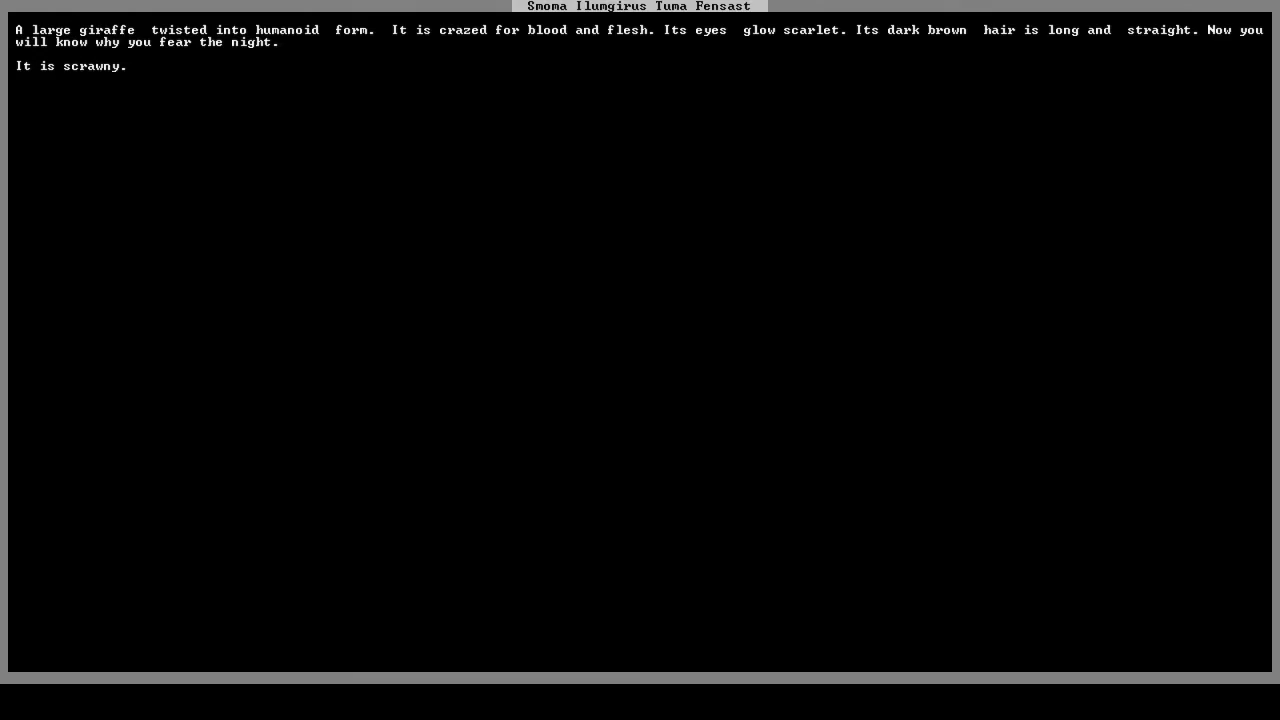 Smoma Ilumgirus Tuma Fensast
A large giraffe  twisted into humanoid  form.  It is crazed for blood and flesh. Its eyes  glow scarlet. Its dark brown  hair is long and  straight. Now you
will know why you fear the night.
It is scrawny.